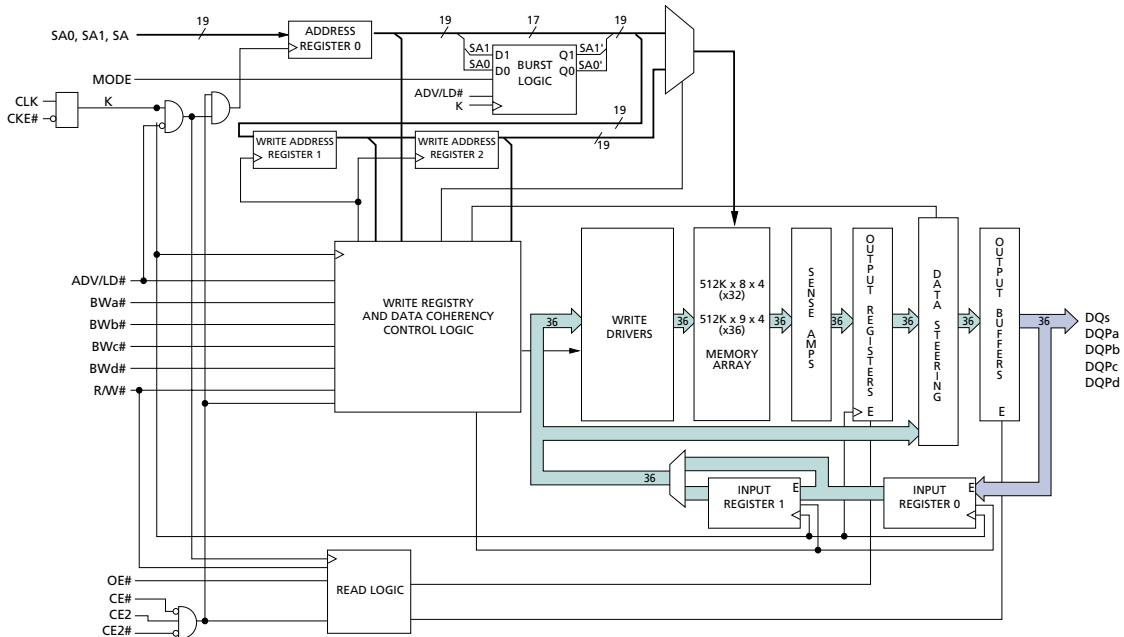 19
SA0, SA1, SA
ADDRESS
REGISTER 0
19
17
19
SA1
SA0
D1
D0
BURST
LOGIC
Q1
Q0
SA1'
SA0'
MODE
ADV/LD#
K
CLK
CKE#
K
19
19
WRITE ADDRESS
REGISTER 1
WRITE ADDRESS
REGISTER 2
ADV/LD#
BWa#
BWb#
BWc#
BWd#
R/W#
WRITE REGISTRY
AND DATA COHERENCY
CONTROL LOGIC
36
WRITE
DRIVERS
36
512K x 8 x 4
(x32)
512K x 9 x 4
(x36)
MEMORY
ARRAY
36
SENSE AMPS
36
OUTPUT REGISTERS
E
36
DATA STEERING
36
OUTPUT BUFFERS
E
36
DQs
DQPa
DQPb
DQPc
DQPd
36
INPUT
REGISTER 1
E
INPUT
REGISTER 0
E
OE#
CE#
CE2
CE2#
READ LOGIC